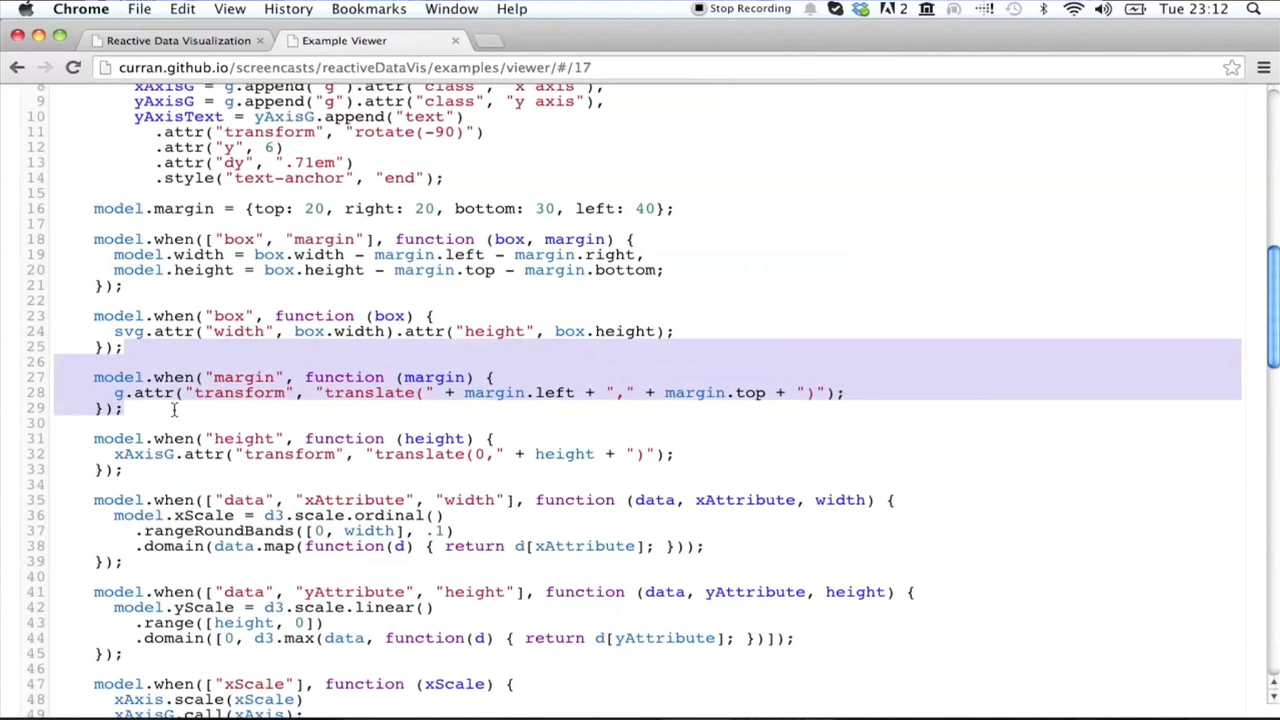 Chrome File Edit View History Bookmarks Window Help Stop Recording 2 Tue 23:12
Reactive Data Visualization Example Viewer
curran.github.io/screencasts/reactiveDataVis/examples/viewer/#/17
8 xAxisG = g.append("g").attr("class", "x axis"),
9 yAxisG = g.append("g").attr("class", "y axis"),
10 yAxisText = yAxisG.append("text")
11 .attr("transform", "rotate(-90)")
12 .attr("y", 6)
13 .attr("dy", ".71em")
14 .style("text-anchor", "end");
15
16 model.margin = {top: 20, right: 20, bottom: 30, left: 40};
17
18 model.when(["box", "margin"], function (box, margin) {
19 model.width = box.width - margin.left - margin.right,
20 model.height = box.height - margin.top - margin.bottom;
21 });
22
23 model.when("box", function (box) {
24 svg.attr("width", box.width).attr("height", box.height);
25 });
26
27 model.when("margin", function (margin) {
28 g.attr("transform", "translate(" + margin.left + "," + margin.top + ")");
29 });
30
31 model.when("height", function (height) {
32 xAxisG.attr("transform", "translate(0," + height + ")");
33 });
34
35 model.when(["data", "xAttribute", "width"], function (data, xAttribute, width) {
36 model.xScale = d3.scale.ordinal()
37 .rangeRoundBands([0, width], .1)
38 .domain(data.map(function(d) { return d[xAttribute]; }));
39 });
40
41 model.when(["data", "yAttribute", "height"], function (data, yAttribute, height) {
42 model.yScale = d3.scale.linear()
43 .range([height, 0])
44 .domain([0, d3.max(data, function(d) { return d[yAttribute]; })]);
45 });
46
47 model.when(["xScale"], function (xScale) {
48 xAxis.scale(xScale)
49 xAxisG.call(xAxis);